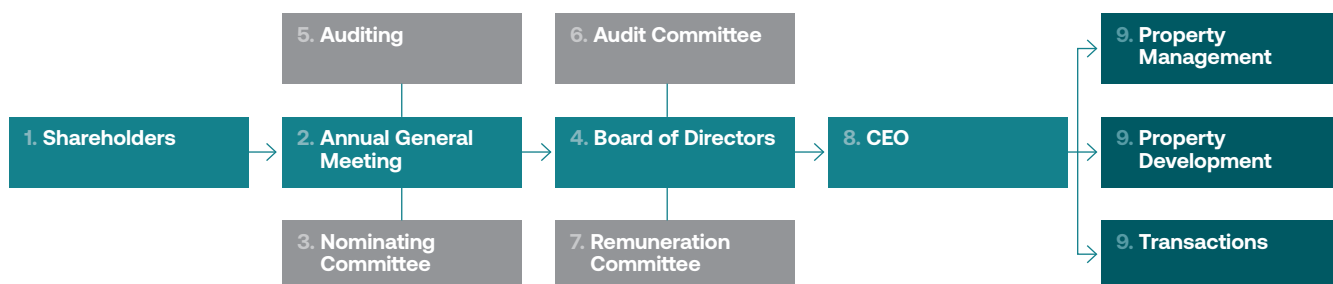 5. Auditing
6. Audit Committee
9. Property
Management
1. Shareholders
2. Annual General
Meeting
4. Board of Directors
8. CEO
9. Property
Development
3. Nominating
Committee
7. Remuneration
Committee
9. Transactions